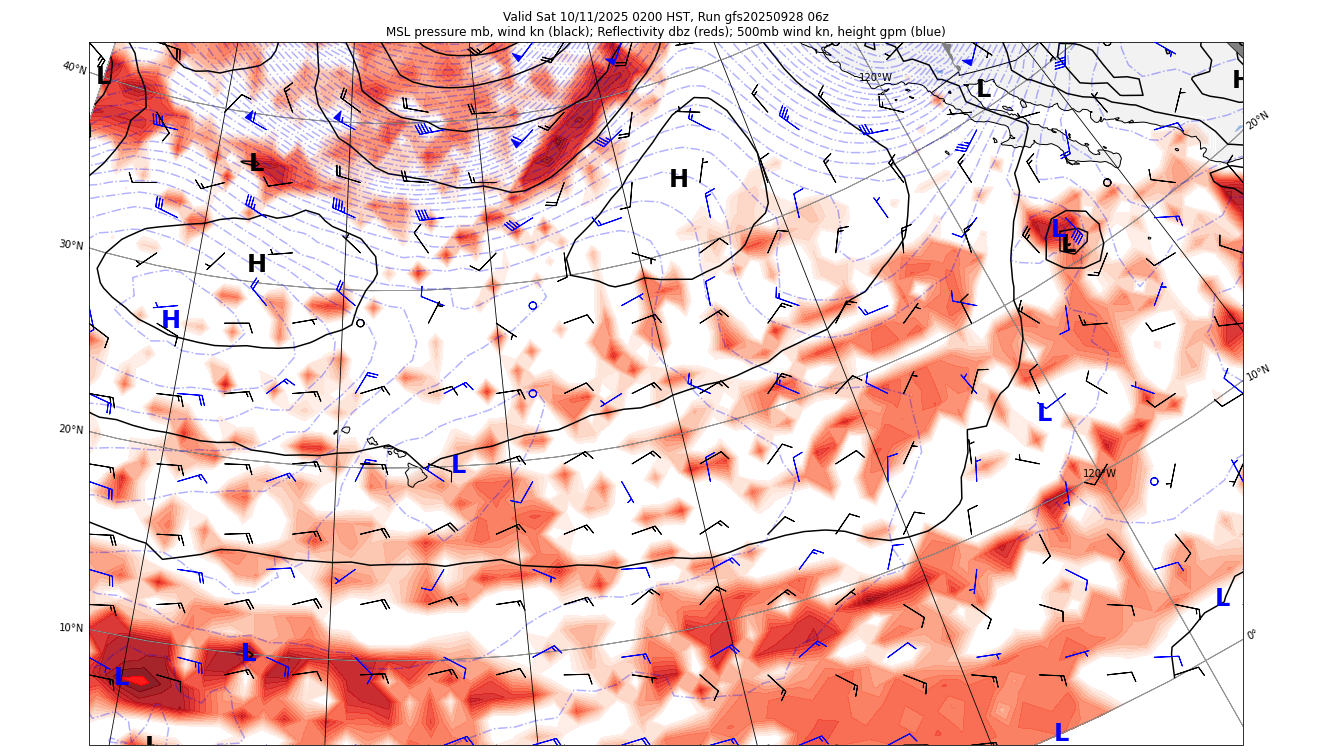 Valid Sat 10/11/2025 0200 HST, Run gfs20250928 06z
MSL pressure mb, wind kn (black); Reflectivity dbz (reds); 500mb wind kn, height gpm (blue)
40°N
L
120°W
L
H
20°N
L
H
30°N
L
L
H
H
10°N
L
20°N
L
120°W
L
10°N
0°
L
L
L
L